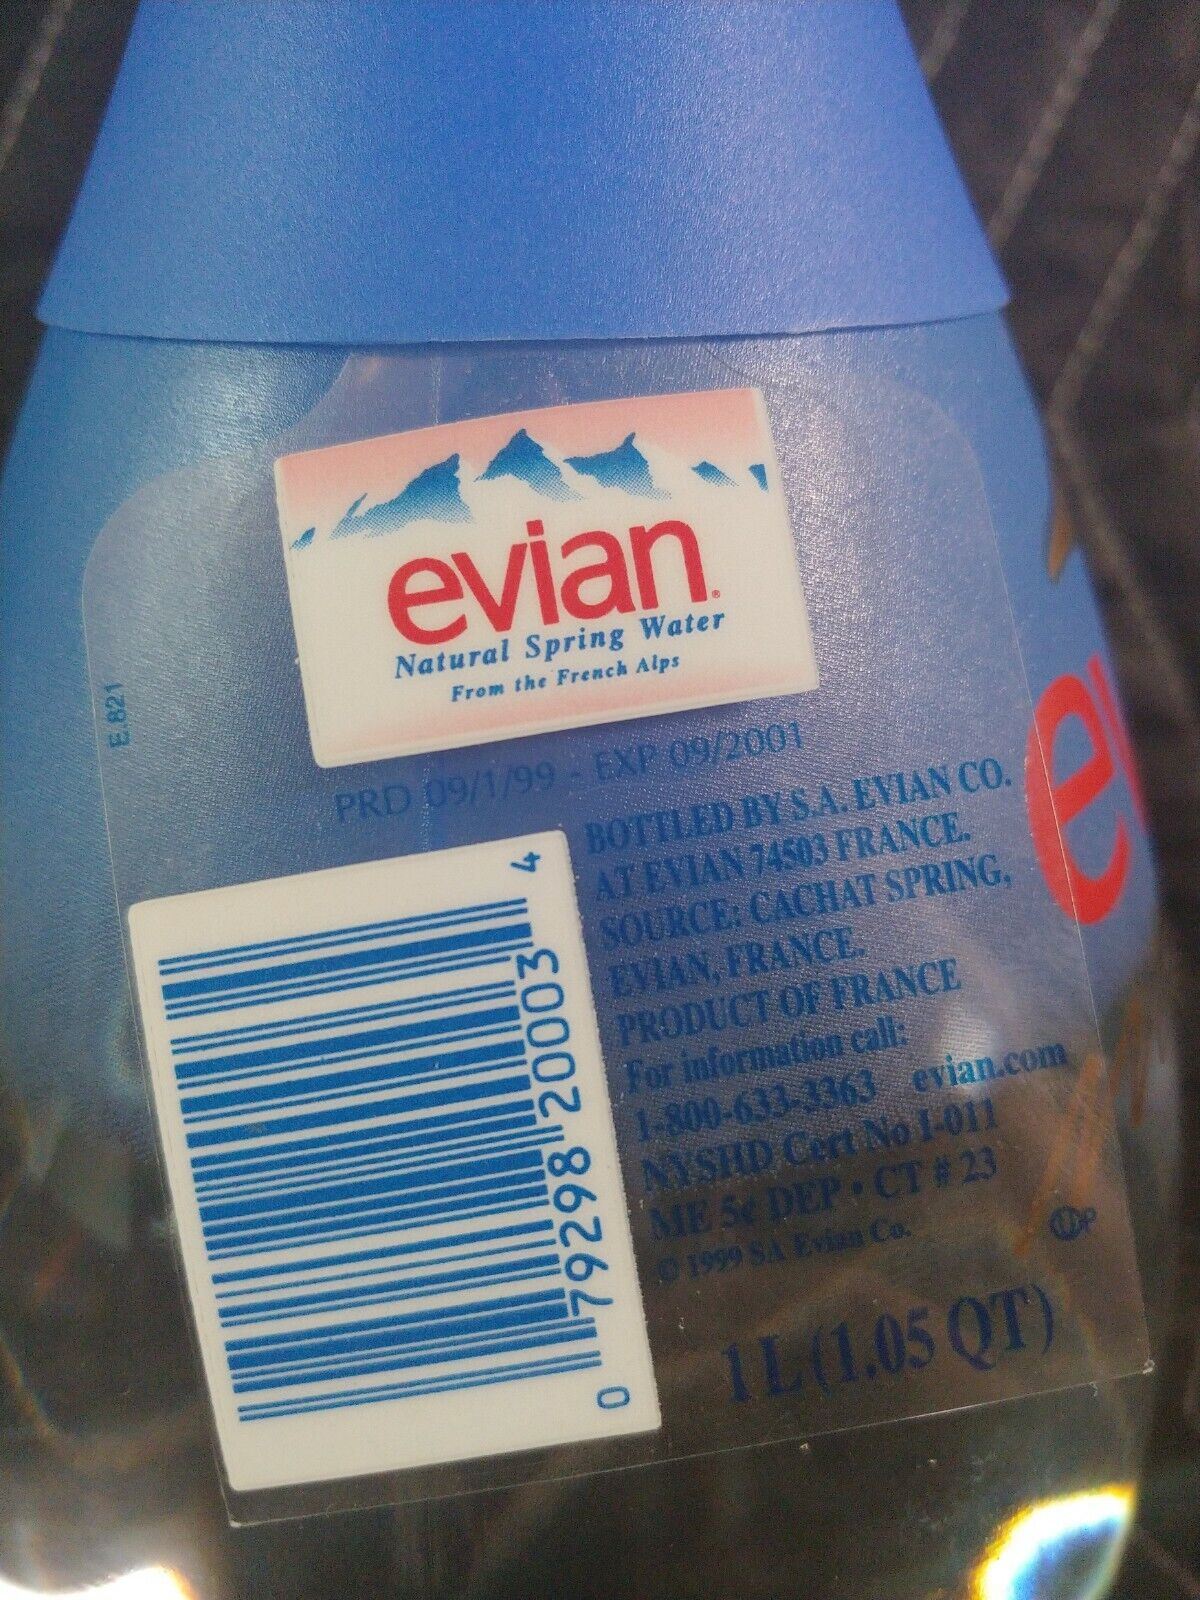 evian®
Natural Spring Water
From the French Alps
E.821
PRD 09/1/99 - EXP 09/2001
BOTTLED BY S.A. EVIAN CO.
AT EVIAN 74503 FRANCE.
SOURCE: CACHAT SPRING,
EVIAN, FRANCE.
PRODUCT OF FRANCE
For information call:
1-800-633-3363 evian.com
NYSHD Cert No I-011
ME 5¢ DEP • CT # 23
© 1999 SA Evian Co.
1 L (1.05 QT)
0 79298 20003 4
ev